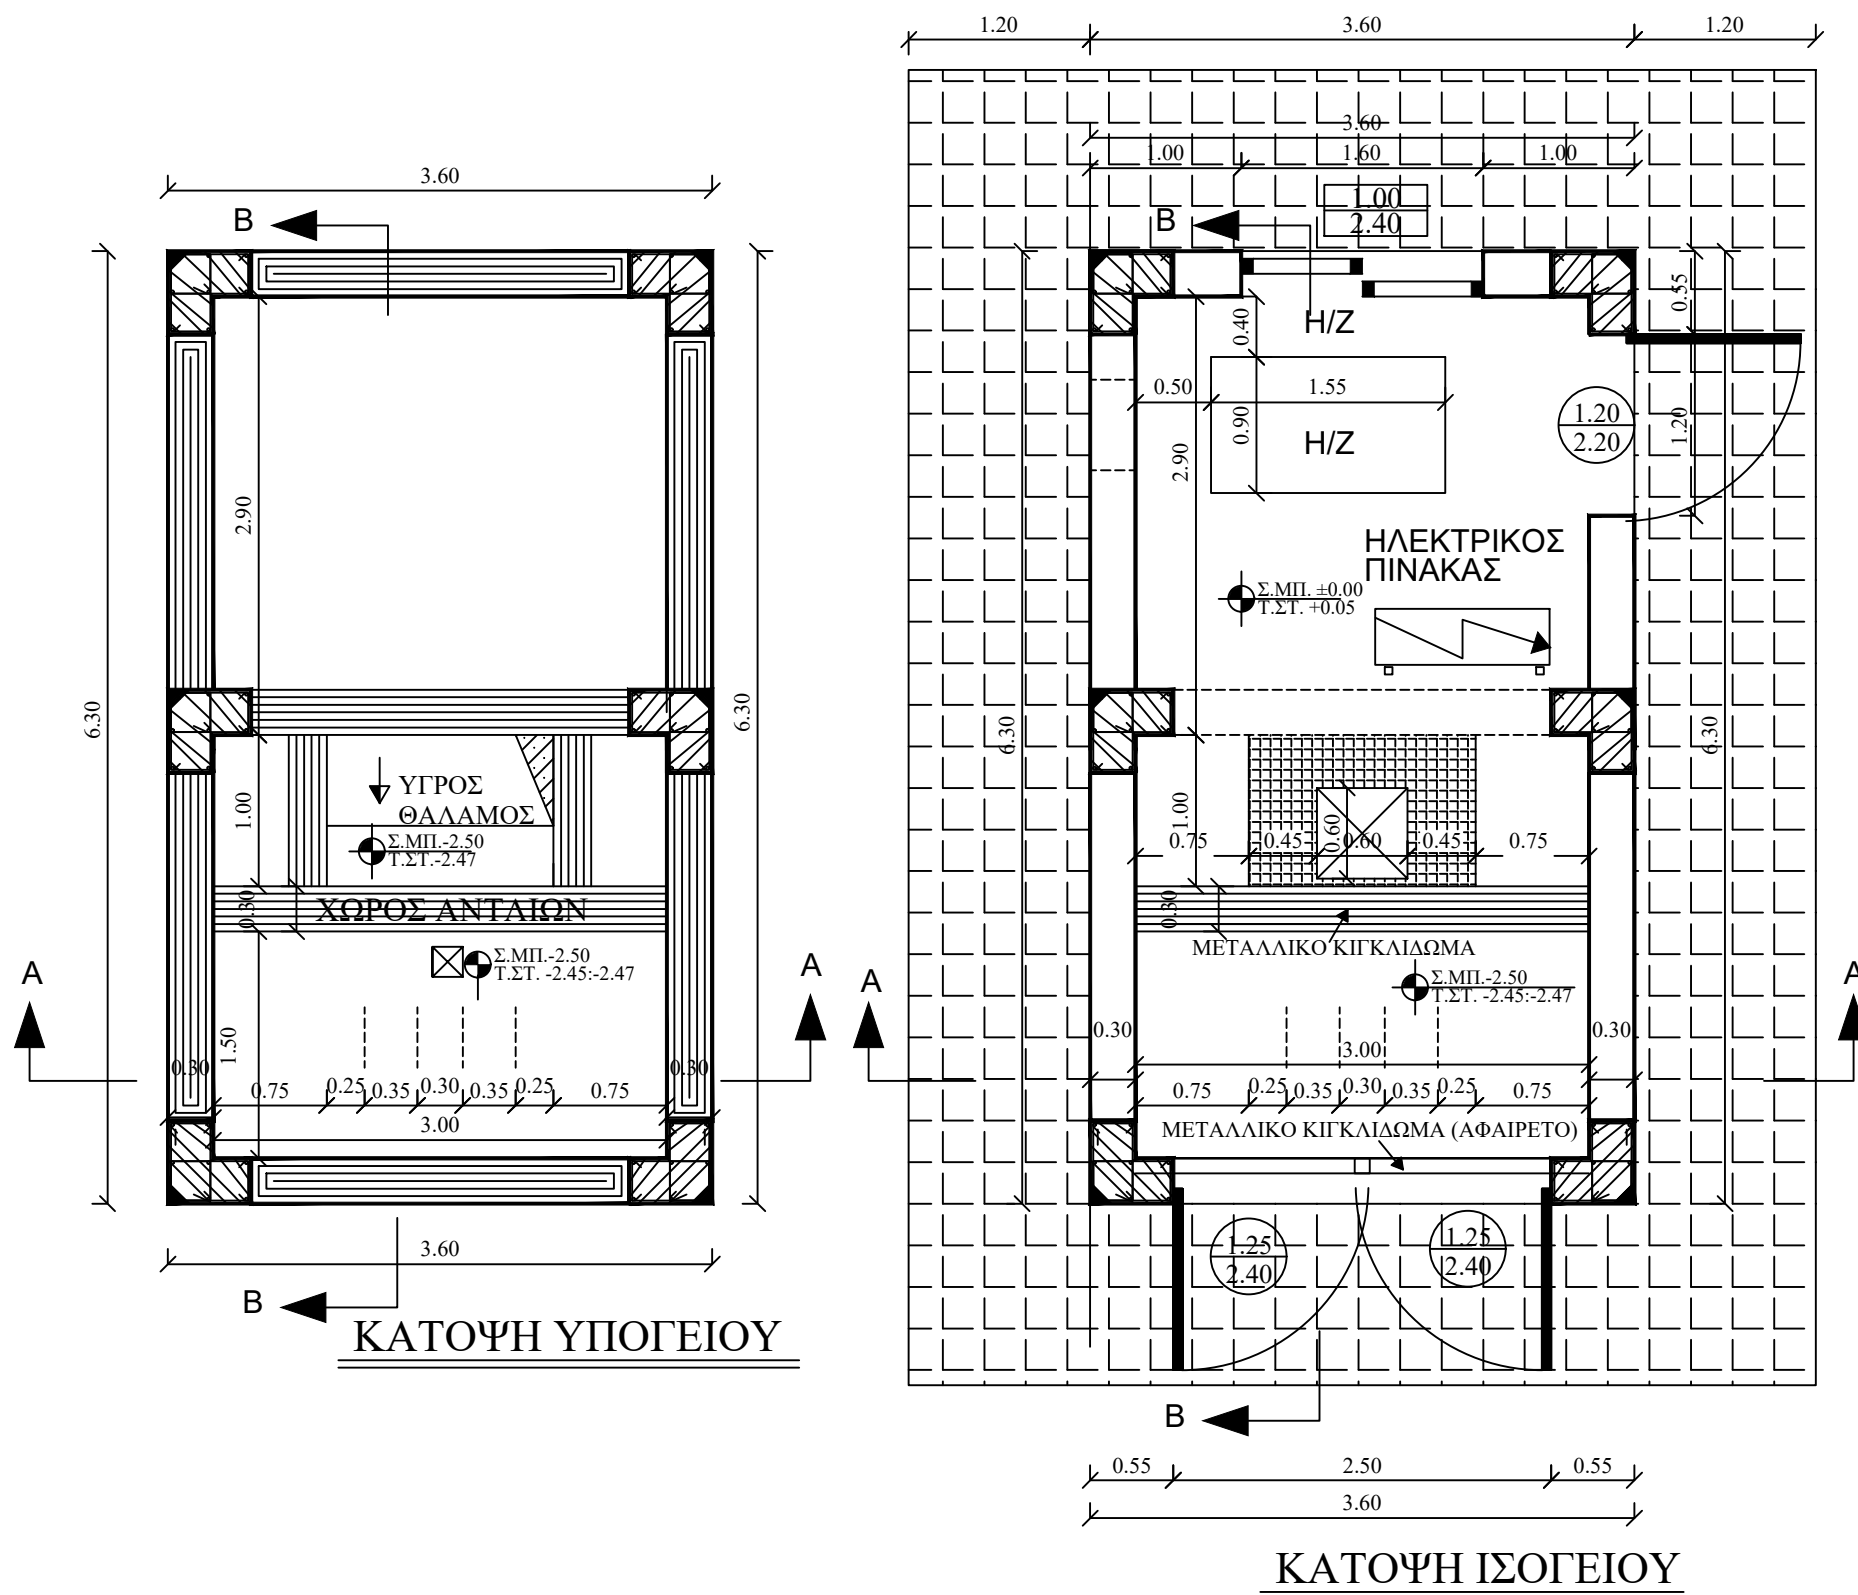 3.60
B
6.30
6.30
2.90
ΥΓΡΟΣ
ΘΑΛΑΜΟΣ
1.00
Σ.ΜΠ.-2.50
Τ.ΣΤ.-2.47
0.30
ΧΩΡΟΣ ΑΝΤΛΙΩΝ
Σ.ΜΠ.-2.50
Τ.ΣΤ. -2.45:-2.47
A
A
1.50
0.30
0.30
0.75
0.25
0.35
0.30
0.35
0.25
0.75
3.00
3.60
B
ΚΑΤΟΨΗ ΥΠΟΓΕΙΟΥ
1.20
3.60
1.20
3.60
1.00
1.60
1.00
1.00
2.40
B
H/Z
0.40
0.55
0.50
1.55
0.90
H/Z
2.90
1.20
2.20
1.20
ΗΛΕΚΤΡΙΚΟΣ
ΠΙΝΑΚΑΣ
Σ.ΜΠ. ±0.00
Τ.ΣΤ. +0.05
6.30
6.30
1.00
0.60
0.75
0.45
0.60
0.45
0.75
0.30
ΜΕΤΑΛΛΙΚΟ ΚΙΓΚΛΙΔΩΜΑ
Σ.ΜΠ.-2.50
Τ.ΣΤ. -2.45:-2.47
A
A
0.30
0.30
3.00
0.75
0.25
0.35
0.30
0.35
0.25
0.75
ΜΕΤΑΛΛΙΚΟ ΚΙΓΚΛΙΔΩΜΑ (ΑΦΑΙΡΕΤΟ)
1.25
2.40
1.25
2.40
B
0.55
2.50
0.55
3.60
ΚΑΤΟΨΗ ΙΣΟΓΕΙΟΥ